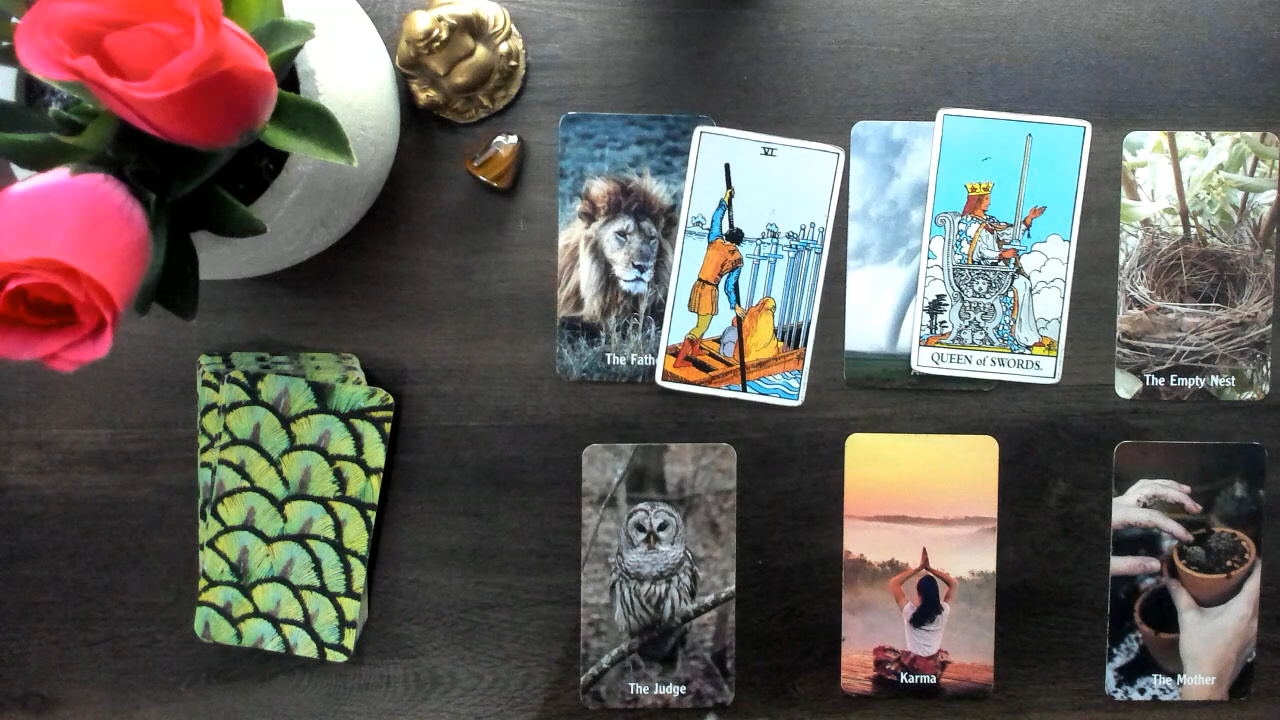 VI
The Fath
QUEEN of SWORDS.
The Empty Nest
The Judge
Karma
The Mother